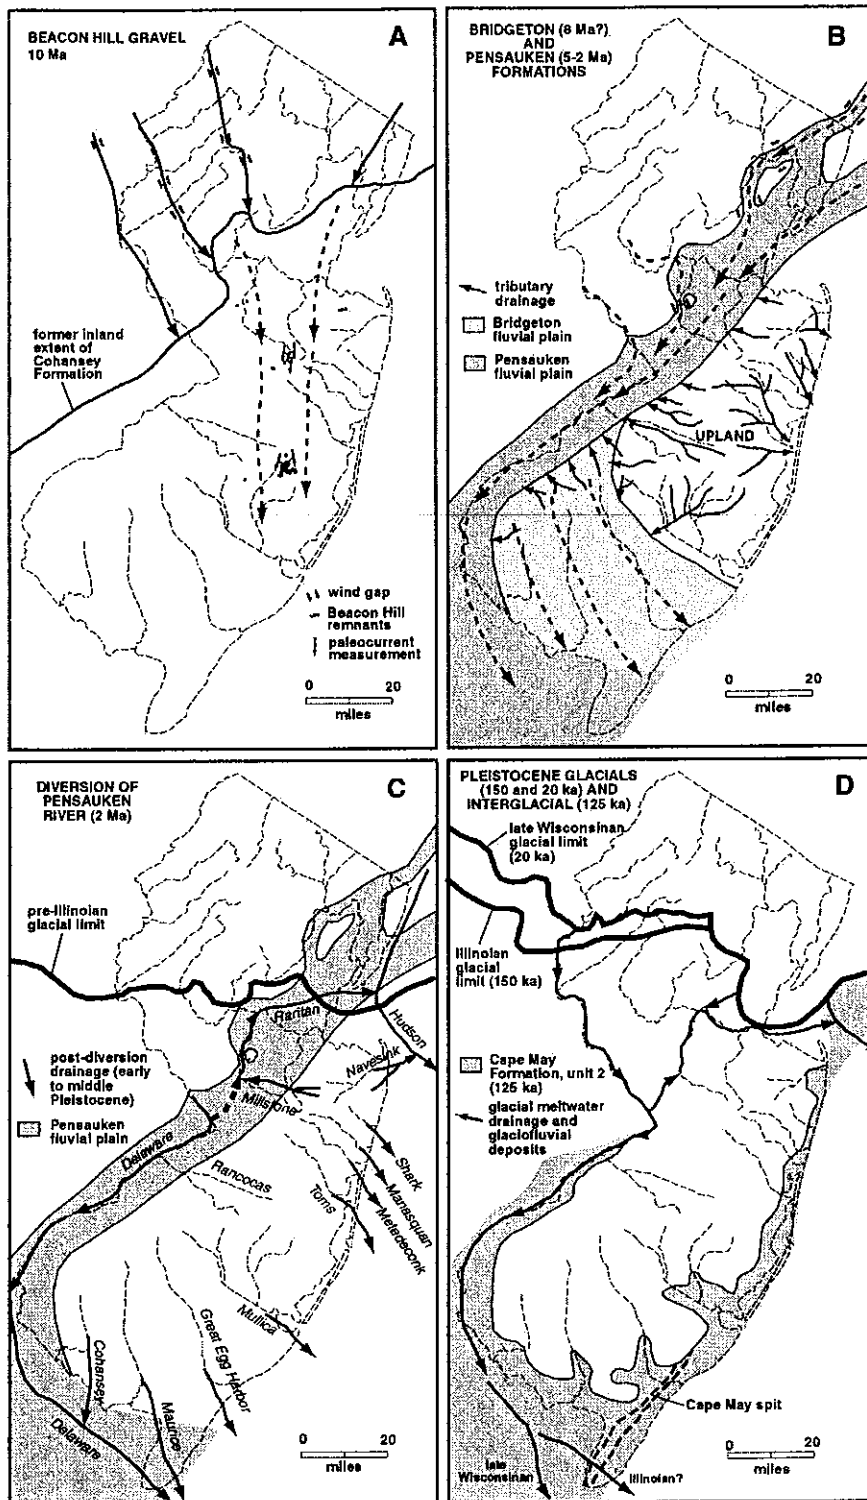 BEACON HILL GRAVEL
10 Ma
A
former inland
extent of
Cohansey
Formation
wind gap
Beacon Hill
remnants
paleocurrent
measurement
0 20
miles
BRIDGETON (8 Ma?)
AND
PENSAUKEN (5-2 Ma)
FORMATIONS
B
tributary
drainage
Bridgeton
fluvial plain
Pensauken
fluvial plain
UPLAND
0 20
miles
DIVERSION OF
PENSAUKEN
RIVER (2 Ma)
C
pre-Illinoian
glacial limit
post-diversion
drainage (early
to middle
Pleistocene)
Pensauken
fluvial plain
Raritan
Hudson
Navesink
Millstone
Delaware
Rancocas
Shark
Manasquan
Metedeconk
Toms
Mullica
Great Egg Harbor
Cohansey
Maurice
Delaware
0 20
miles
PLEISTOCENE GLACIALS
(150 and 20 ka) AND
INTERGLACIAL (125 ka)
D
late Wisconsinan
glacial limit
(20 ka)
Illinoian
glacial
limit (150 ka)
Cape May
Formation, unit 2
(125 ka)
glacial meltwater
drainage and
glaciofluvial
deposits
Cape May spit
late
Wisconsinan
Illinoian?
0 20
miles